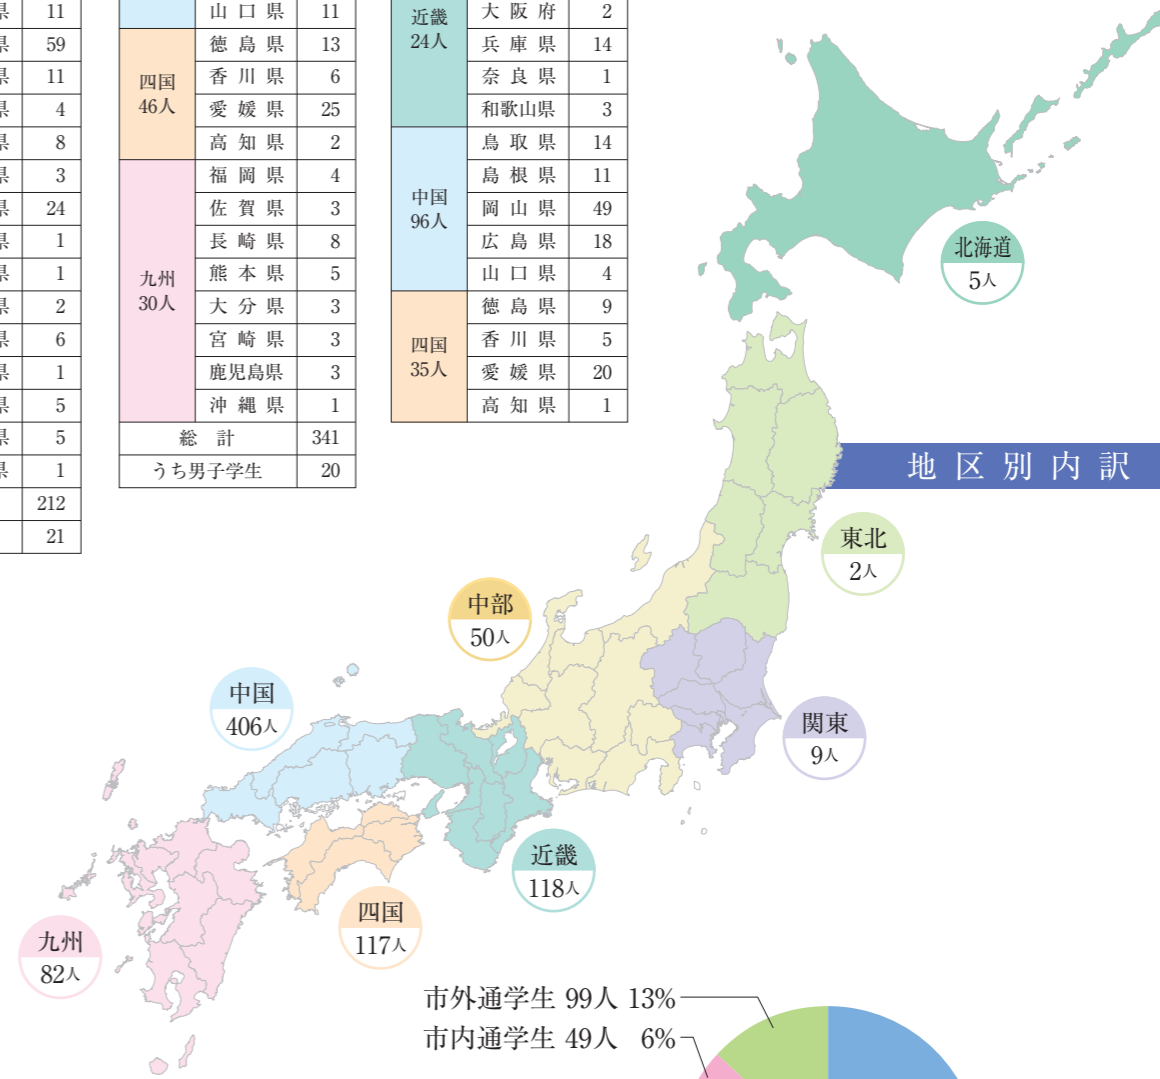 県 11
県 59
県 11
県 4
県 8
県 3
県 24
県 1
県 1
県 2
県 6
県 1
県 5
県 5
県 1
212
21
山口県 11
四国 46人
徳島県 13
香川県 6
愛媛県 25
高知県 2
九州 30人
福岡県 4
佐賀県 3
長崎県 8
熊本県 5
大分県 3
宮崎県 3
鹿児島県 3
沖縄県 1
総計 341
うち男子学生 20
近畿 24人
大阪府 2
兵庫県 14
奈良県 1
和歌山県 3
中国 96人
鳥取県 14
島根県 11
岡山県 49
広島県 18
山口県 4
四国 35人
徳島県 9
香川県 5
愛媛県 20
高知県 1
北海道
5人
地区別内訳
東北
2人
中部
50人
中国
406人
関東
9人
近畿
118人
四国
117人
九州
82人
市外通学生 99人 13%
市内通学生 49人 6%